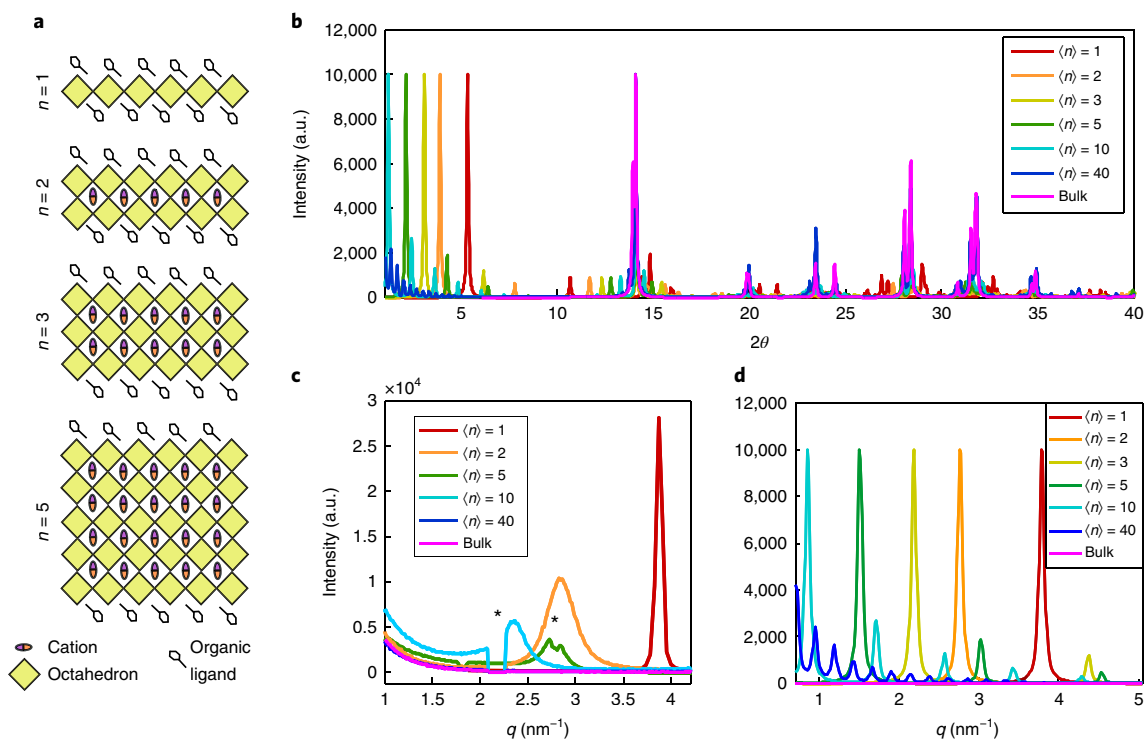 a
n = 1
n = 2
n = 3
n = 5
Cation
Octahedron
Organic
ligand
b
12,000
10,000
8,000
6,000
4,000
2,000
0
Intensity (a.u.)
5
10
15
20
25
30
35
40
2θ
⟨n⟩ = 1
⟨n⟩ = 2
⟨n⟩ = 3
⟨n⟩ = 5
⟨n⟩ = 10
⟨n⟩ = 40
Bulk
c
×10⁴
3
2.5
2
1.5
1
0.5
0
Intensity (a.u.)
⟨n⟩ = 1
⟨n⟩ = 2
⟨n⟩ = 5
⟨n⟩ = 10
⟨n⟩ = 40
Bulk
*
*
1
1.5
2
2.5
3
3.5
4
q (nm⁻¹)
d
12,000
10,000
8,000
6,000
4,000
2,000
0
⟨n⟩ = 1
⟨n⟩ = 2
⟨n⟩ = 3
⟨n⟩ = 5
⟨n⟩ = 10
⟨n⟩ = 40
Bulk
1
2
3
4
5
q (nm⁻¹)